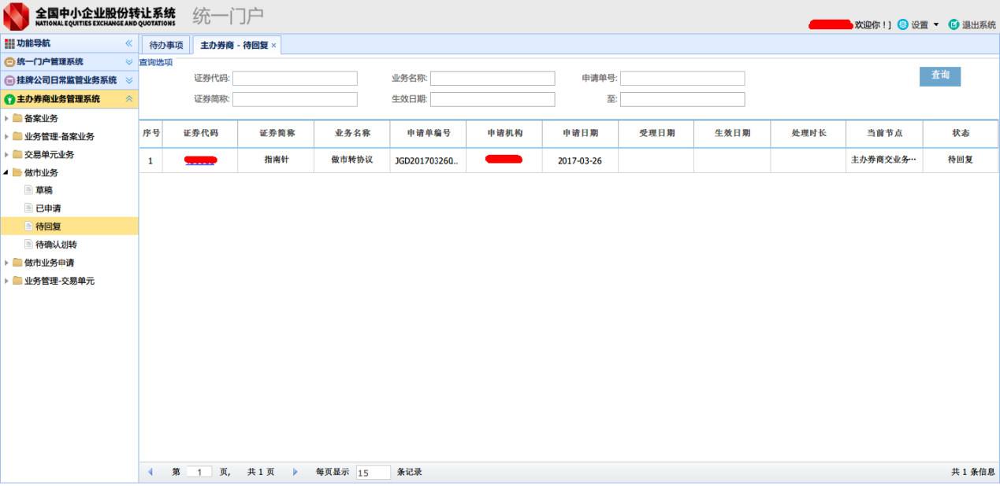 全国中小企业股份转让系统 统一门户
NATIONAL EQUITIES EXCHANGE AND QUOTATIONS
欢迎你！] 设置 退出系统
功能导航
统一门户管理系统
挂牌公司日常监管业务系统
主办券商业务管理系统
备案业务
业务管理-备案业务
交易单元业务
做市业务
草稿
已申请
待回复
待确认划转
做市业务申请
业务管理-交易单元
待办事项 主办券商 - 待回复 ×
查询选项
证券代码: 业务名称: 申请单号: 查询
证券简称: 生效日期: 至:
序号 证券代码 证券简称 业务名称 申请单编号 申请机构 申请日期 受理日期 生效日期 处理时长 当前节点 状态
1 指南针 做市转协议 JGD201703260.. 2017-03-26 主办券商交业务… 待回复
第 1 页, 共 1 页 每页显示 15 条记录 共 1 条信息